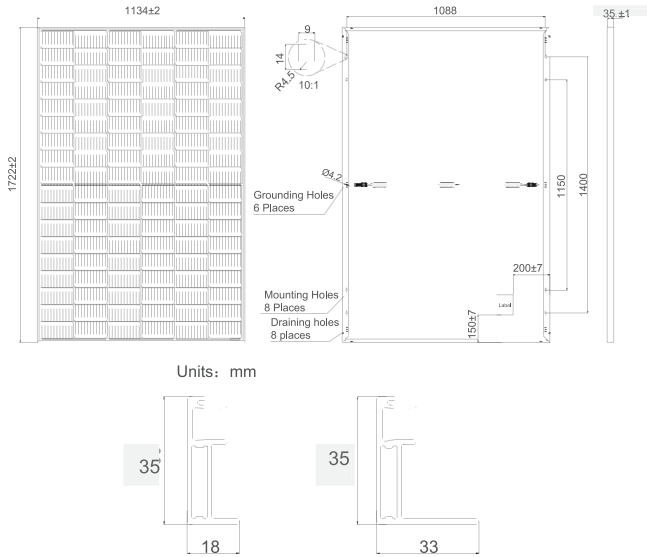 1134±2
1088
35 ±1
9
14
R4,5
10:1
1722±2
Ø4,2
Grounding Holes
6 Places
1150
1400
Mounting Holes
8 Places
200±7
Label
150±7
Draining holes
8 places
Units： mm
35
18
35
33